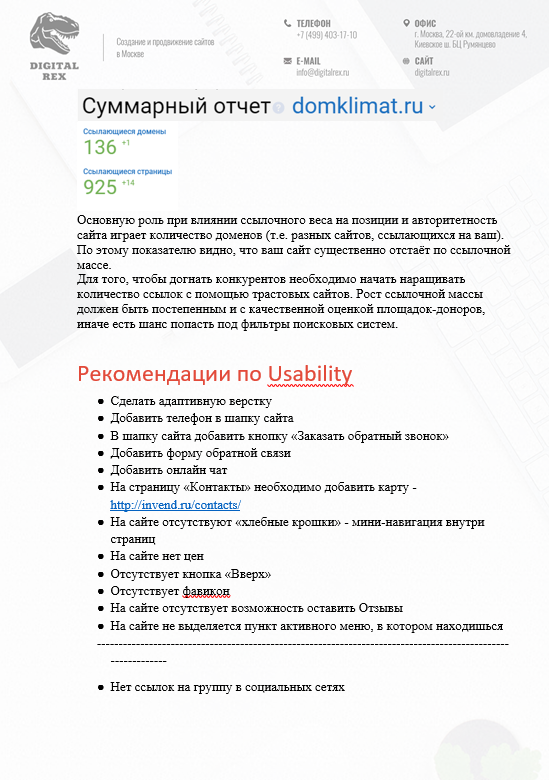 DIGITAL
REX
Создание и продвижение сайтов
в Москве
ТЕЛЕФОН
+7 (499) 403-17-10
E-MAIL
info@digitalrex.ru
ОФИС
г. Москва, 22-ой км. домовладение 4,
Киевское ш. БЦ Румянцево
САЙТ
digitalrex.ru
Суммарный отчет domklimat.ru
Ссылающиеся домены
136 +1
Ссылающиеся страницы
925 +14
Основную роль при влиянии ссылочного веса на позиции и авторитетность
сайта играет количество доменов (т.е. разных сайтов, ссылающихся на ваш).
По этому показателю видно, что ваш сайт существенно отстаёт по ссылочной
массе.
Для того, чтобы догнать конкурентов необходимо начать наращивать
количество ссылок с помощью трастовых сайтов. Рост ссылочной массы
должен быть постепенным и с качественной оценкой площадок-доноров,
иначе есть шанс попасть под фильтры поисковых систем.
Рекомендации по Usability
● Сделать адаптивную верстку
● Добавить телефон в шапку сайта
● В шапку сайта добавить кнопку «Заказать обратный звонок»
● Добавить форму обратной связи
● Добавить онлайн чат
● На страницу «Контакты» необходимо добавить карту -
http://invend.ru/contacts/
● На сайте отсутствуют «хлебные крошки» - мини-навигация внутри
страниц
● На сайте нет цен
● Отсутствует кнопка «Вверх»
● Отсутствует фавикон
● На сайте отсутствует возможность оставить Отзывы
● На сайте не выделяется пункт активного меню, в котором находишься
● Нет ссылок на группу в социальных сетях